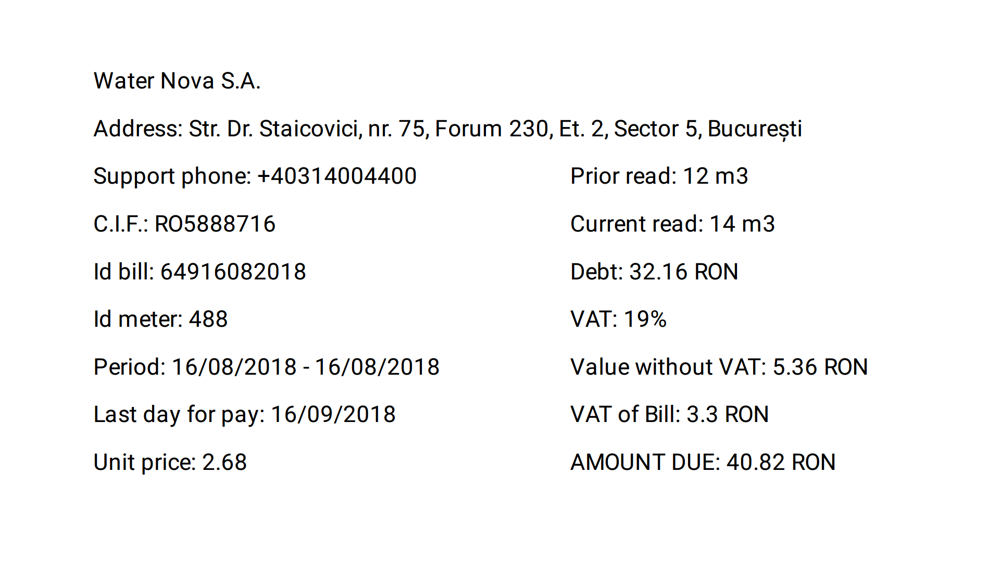 Water Nova S.A.
Address: Str. Dr. Staicovici, nr. 75, Forum 230, Et. 2, Sector 5, București
Support phone: +40314004400
C.I.F.: RO5888716
Id bill: 64916082018
Id meter: 488
Period: 16/08/2018 - 16/08/2018
Last day for pay: 16/09/2018
Unit price: 2.68
Prior read: 12 m3
Current read: 14 m3
Debt: 32.16 RON
VAT: 19%
Value without VAT: 5.36 RON
VAT of Bill: 3.3 RON
AMOUNT DUE: 40.82 RON